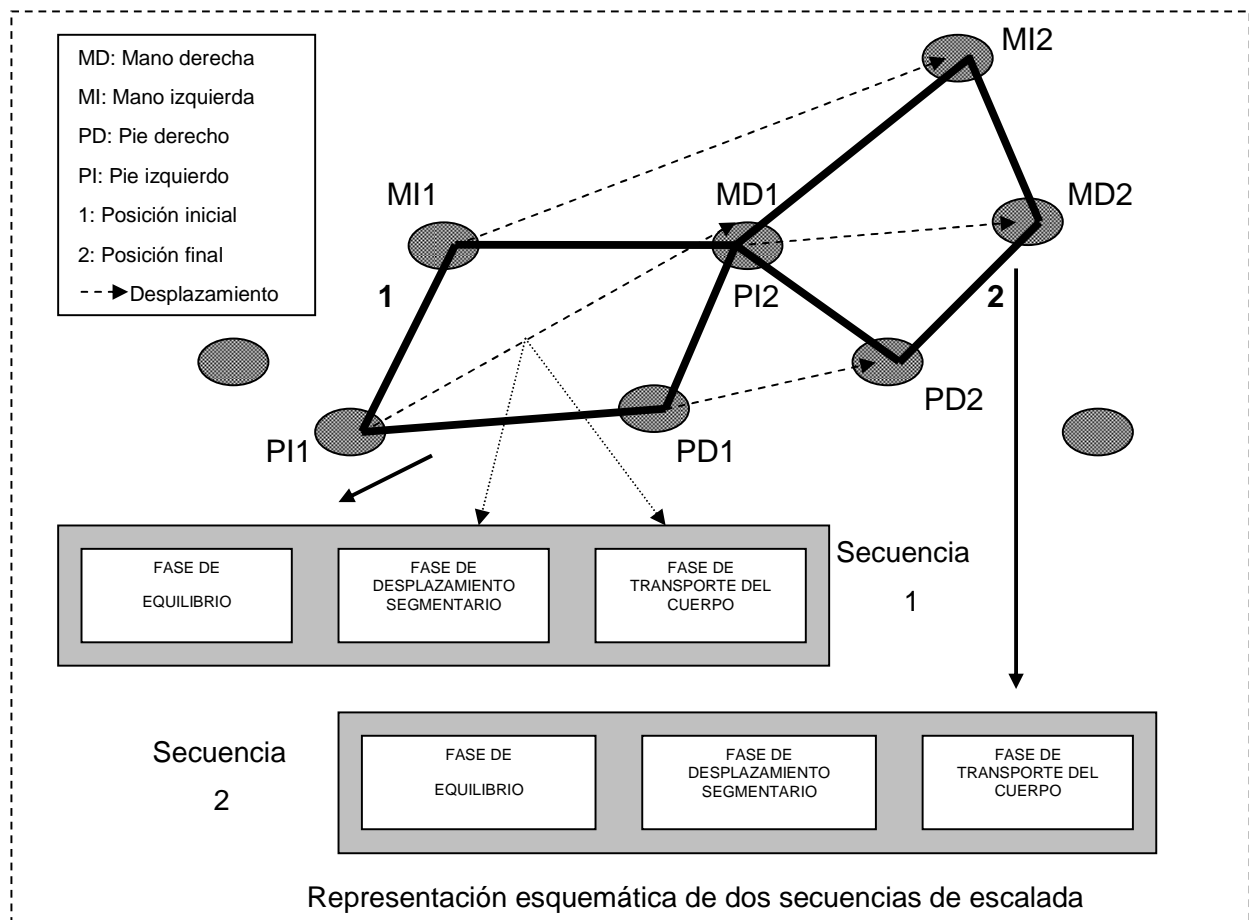 MD: Mano derecha
MI: Mano izquierda
PD: Pie derecho
PI: Pie izquierdo
1: Posición inicial
2: Posición final
Desplazamiento
MI2
MI1
MD1
MD2
1
PI2
2
PD2
PI1
PD1
FASE DE
EQUILIBRIO
FASE DE
DESPLAZAMIENTO
SEGMENTARIO
FASE DE
TRANSPORTE DEL
CUERPO
Secuencia
1
Secuencia
2
FASE DE
EQUILIBRIO
FASE DE
DESPLAZAMIENTO
SEGMENTARIO
FASE DE
TRANSPORTE DEL
CUERPO
Representación esquemática de dos secuencias de escalada